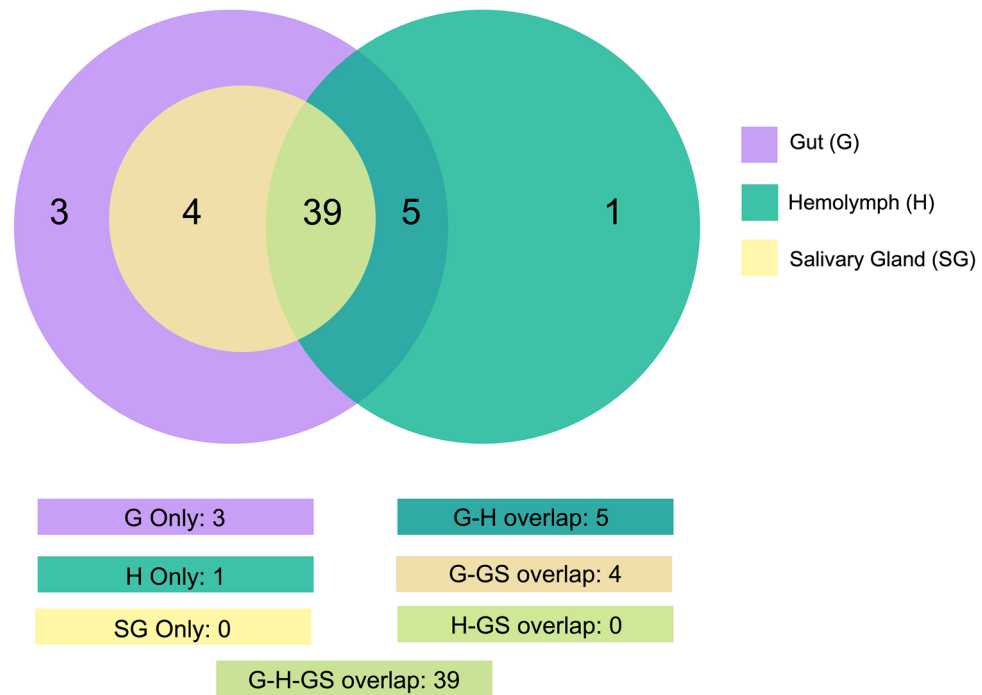 3
4
39
5
1
Gut (G)
Hemolymph (H)
Salivary Gland (SG)
G Only: 3
G-H overlap: 5
H Only: 1
G-GS overlap: 4
SG Only: 0
H-GS overlap: 0
G-H-GS overlap: 39